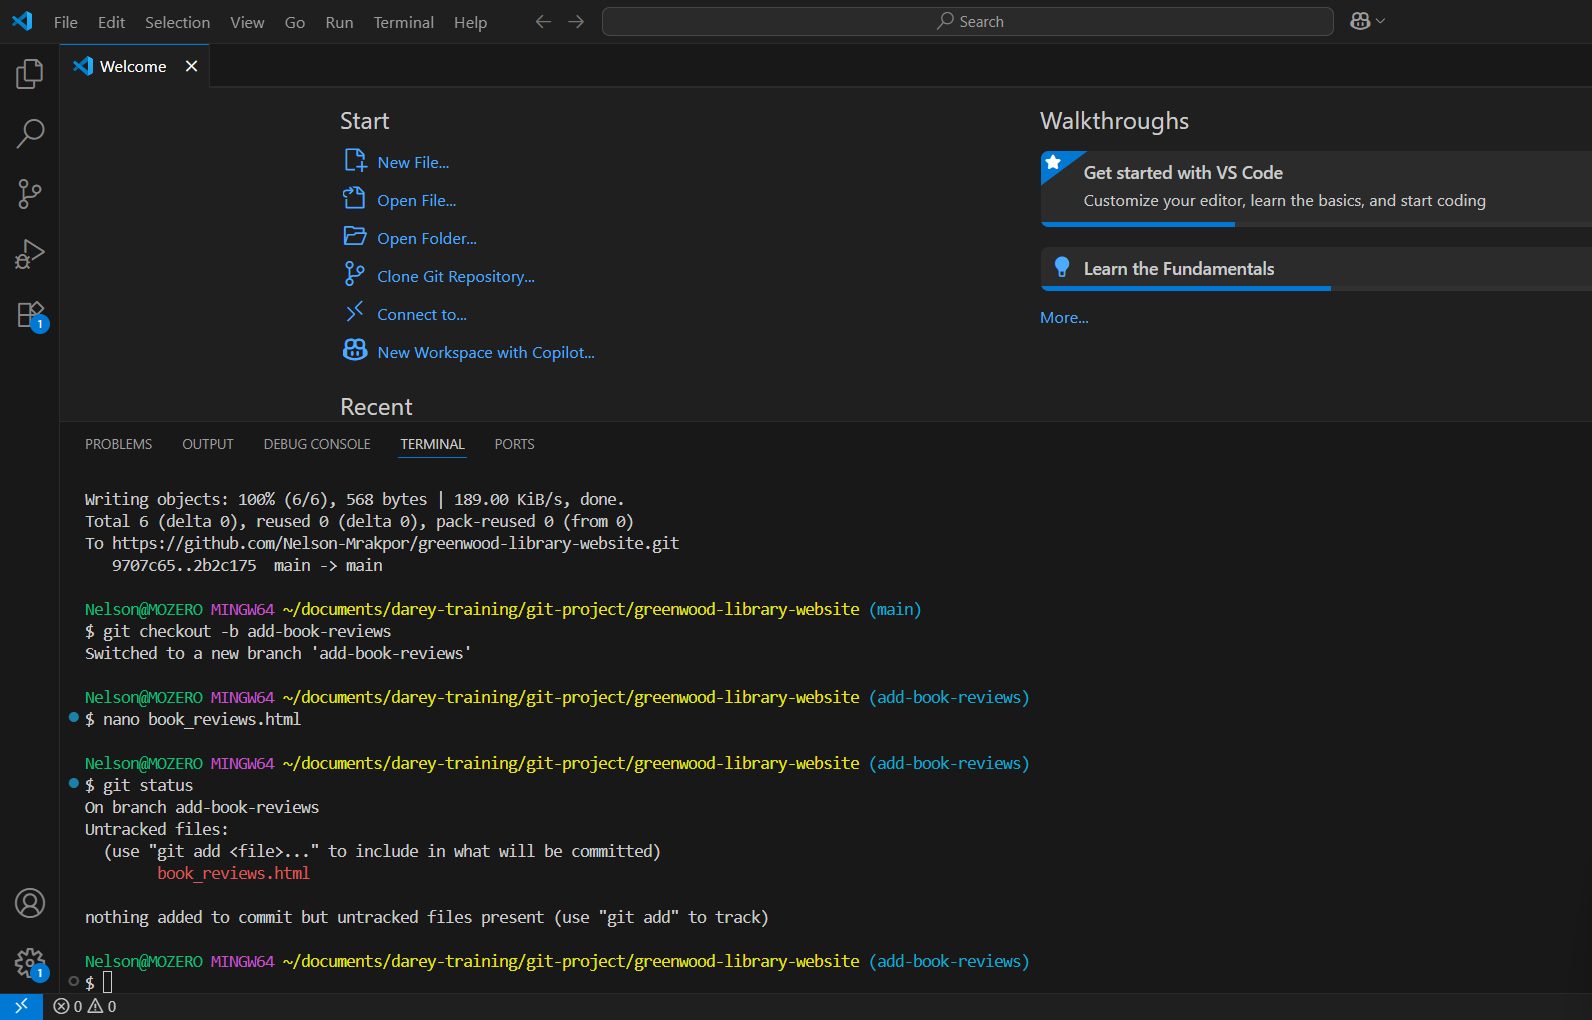 File Edit Selection View Go Run Terminal Help
Search
Welcome
Start
New File...
Open File...
Open Folder...
Clone Git Repository...
Connect to...
New Workspace with Copilot...
Recent
Walkthroughs
Get started with VS Code
Customize your editor, learn the basics, and start coding
Learn the Fundamentals
More...
1
PROBLEMS OUTPUT DEBUG CONSOLE TERMINAL PORTS
Writing objects: 100% (6/6), 568 bytes | 189.00 KiB/s, done.
Total 6 (delta 0), reused 0 (delta 0), pack-reused 0 (from 0)
To https://github.com/Nelson-Mrakpor/greenwood-library-website.git
   9707c65..2b2c175  main -> main
Nelson@MOZERO MINGW64 ~/documents/darey-training/git-project/greenwood-library-website (main)
$ git checkout -b add-book-reviews
Switched to a new branch 'add-book-reviews'
Nelson@MOZERO MINGW64 ~/documents/darey-training/git-project/greenwood-library-website (add-book-reviews)
$ nano book_reviews.html
Nelson@MOZERO MINGW64 ~/documents/darey-training/git-project/greenwood-library-website (add-book-reviews)
$ git status
On branch add-book-reviews
Untracked files:
  (use "git add <file>..." to include in what will be committed)
        book_reviews.html
nothing added to commit but untracked files present (use "git add" to track)
Nelson@MOZERO MINGW64 ~/documents/darey-training/git-project/greenwood-library-website (add-book-reviews)
$
1
0 0